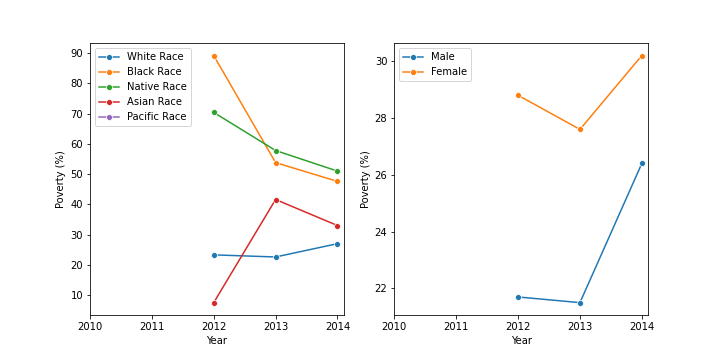 White Race
Black Race
Native Race
Asian Race
Pacific Race
90
80
70
60
50
40
30
20
10
Poverty (%)
2010 2011 2012 2013 2014
Year
Male
Female
30
28
26
24
22
Poverty (%)
2010 2011 2012 2013 2014
Year